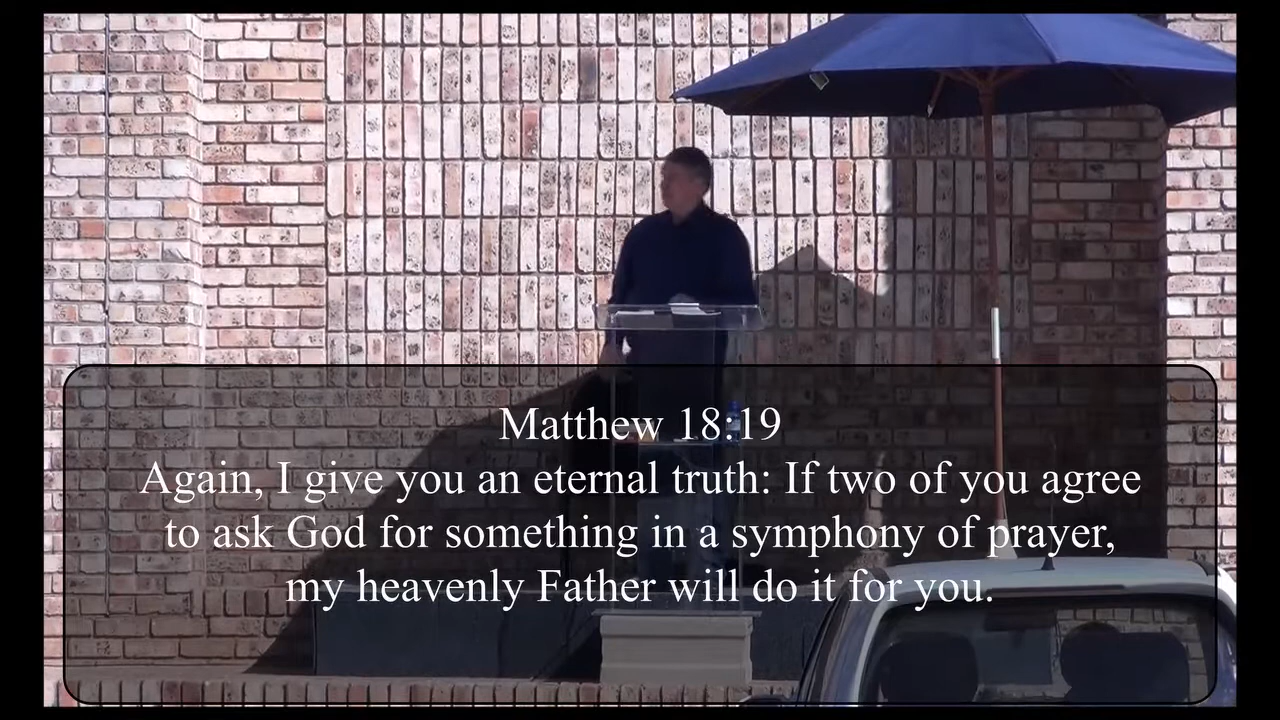 Matthew 18:19
Again, I give you an eternal truth: If two of you agree
to ask God for something in a symphony of prayer,
my heavenly Father will do it for you.